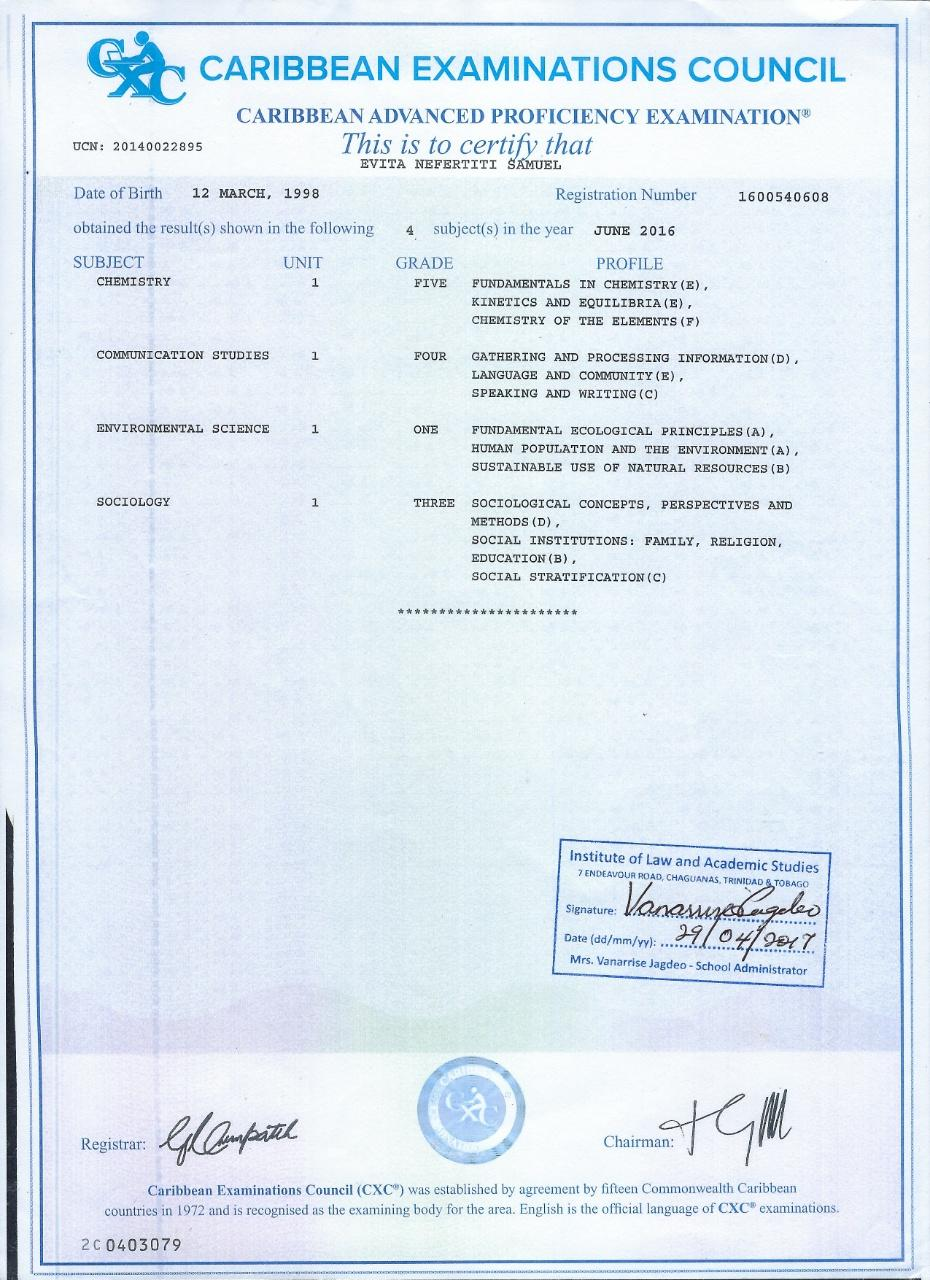 CXC
CARIBBEAN EXAMINATIONS COUNCIL
CARIBBEAN ADVANCED PROFICIENCY EXAMINATION®
UCN: 20140022895
This is to certify that
EVITA NEFERTITI SAMUEL
Date of Birth 12 MARCH, 1998 Registration Number 1600540608
obtained the result(s) shown in the following 4 subject(s) in the year JUNE 2016
SUBJECT UNIT GRADE PROFILE
CHEMISTRY 1 FIVE FUNDAMENTALS IN CHEMISTRY(E),
KINETICS AND EQUILIBRIA(E),
CHEMISTRY OF THE ELEMENTS(F)
COMMUNICATION STUDIES 1 FOUR GATHERING AND PROCESSING INFORMATION(D),
LANGUAGE AND COMMUNITY(E),
SPEAKING AND WRITING(C)
ENVIRONMENTAL SCIENCE 1 ONE FUNDAMENTAL ECOLOGICAL PRINCIPLES(A),
HUMAN POPULATION AND THE ENVIRONMENT(A),
SUSTAINABLE USE OF NATURAL RESOURCES(B)
SOCIOLOGY 1 THREE SOCIOLOGICAL CONCEPTS, PERSPECTIVES AND
METHODS(D),
SOCIAL INSTITUTIONS: FAMILY, RELIGION,
EDUCATION(B),
SOCIAL STRATIFICATION(C)
**********************
Institute of Law and Academic Studies
7 ENDEAVOUR ROAD, CHAGUANAS, TRINIDAD & TOBAGO
Signature: Vanarrise Jagdeo
Date (dd/mm/yy): 29/04/2017
Mrs. Vanarrise Jagdeo - School Administrator
CXC
Registrar:
Chairman:
Caribbean Examinations Council (CXC®) was established by agreement by fifteen Commonwealth Caribbean
countries in 1972 and is recognised as the examining body for the area. English is the official language of CXC® examinations.
2C0403079